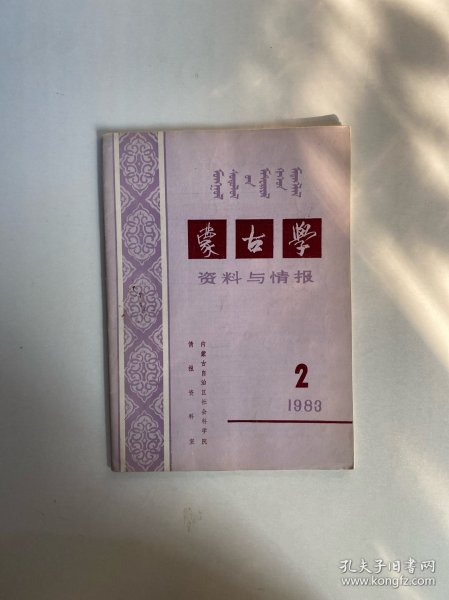 蒙古学
资料与情报
内蒙古自治区社会科学院
情报资料室
2
1983
孔夫子旧书网
www.kongfz.com